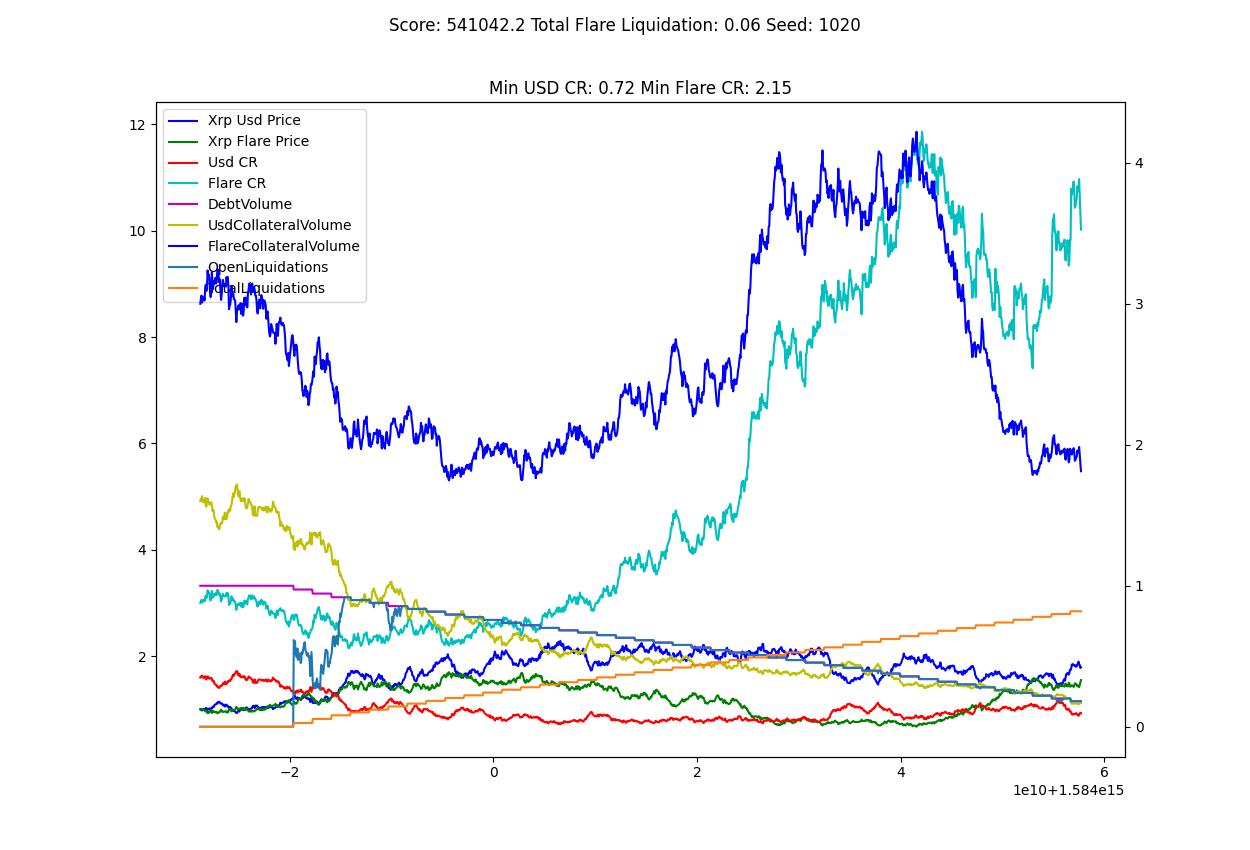 Score: 541042.2 Total Flare Liquidation: 0.06 Seed: 1020
Min USD CR: 0.72 Min Flare CR: 2.15
Xrp Usd Price
Xrp Flare Price
Usd CR
Flare CR
DebtVolume
UsdCollateralVolume
FlareCollateralVolume
OpenLiquidations
TotalLiquidations
12
10
8
6
4
2
4
3
2
1
0
−2
0
2
4
6
1e10+1.584e15